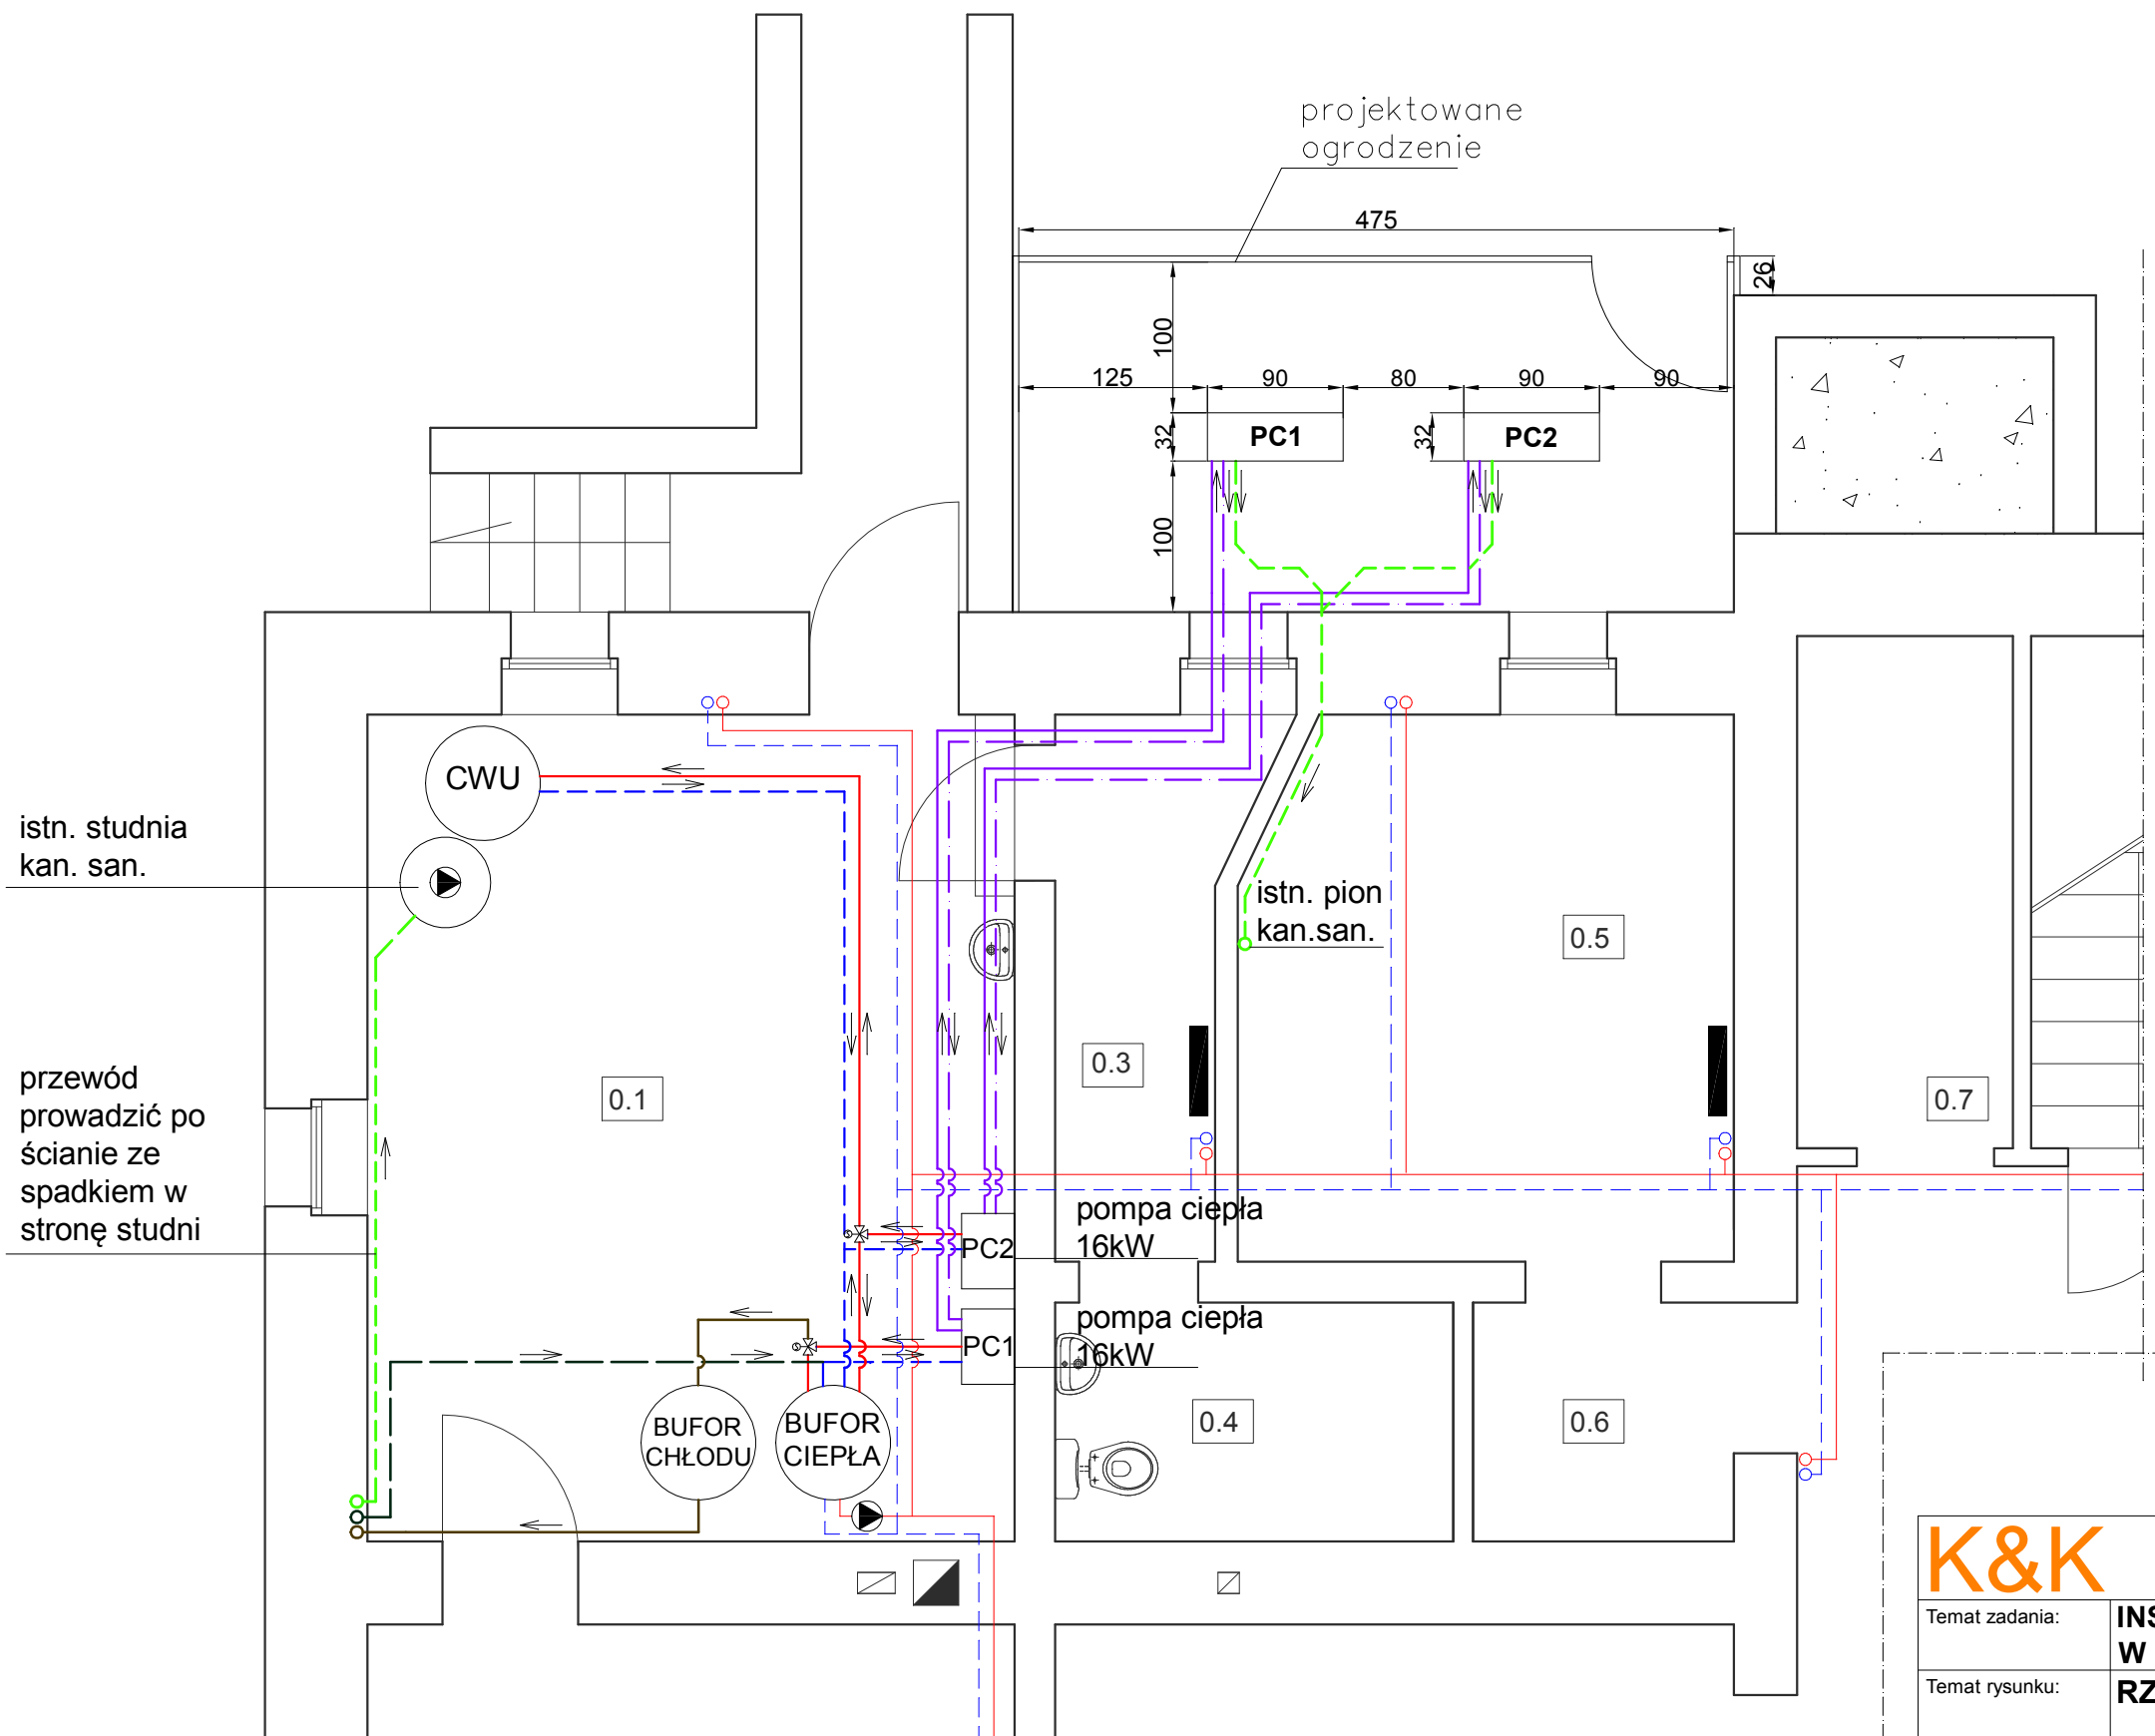 projektowane
ogrodzenie
475
26
100
125
90
80
90
90
32
PC1
32
PC2
100
CWU
istn. studnia
kan. san.
istn. pion
kan.san.
0.5
0.3
0.1
0.7
przewód
prowadzić po
ścianie ze
spadkiem w
stronę studni
pompa ciepła
16kW
PC2
pompa ciepła
16kW
PC1
BUFOR
CHŁODU
BUFOR
CIEPŁA
0.4
0.6
K&K
Temat zadania:
W
Temat rysunku: